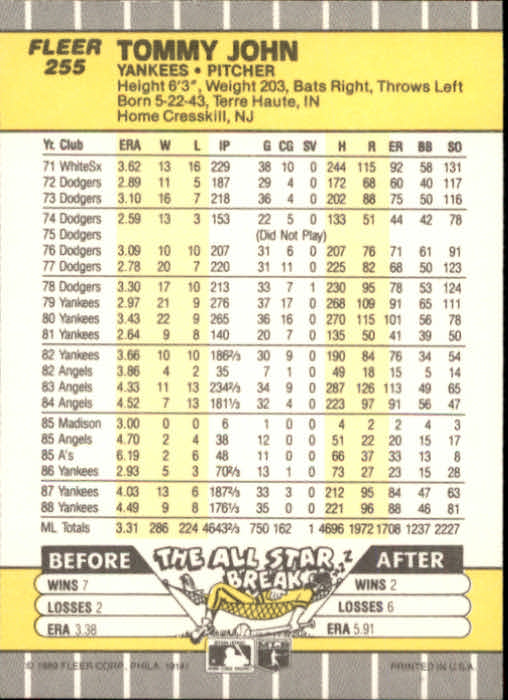 FLEER
255
TOMMY JOHN
YANKEES • PITCHER
Height 6'3", Weight 203, Bats Right, Throws Left
Born 5-22-43, Terre Haute, IN
Home Cresskill, NJ
Yr. Club ERA W L IP G CG SV H R ER BB SO
71 WhiteSx 3.62 13 16 229 38 10 0 244 115 92 58 131
72 Dodgers 2.89 11 5 187 29 4 0 172 68 60 40 117
73 Dodgers 3.10 16 7 218 36 4 0 202 88 75 50 116
74 Dodgers 2.59 13 3 153 22 5 0 133 51 44 42 78
75 Dodgers (Did Not Play)
76 Dodgers 3.09 10 10 207 31 6 0 207 76 71 61 91
77 Dodgers 2.78 20 7 220 31 11 0 225 82 68 50 123
78 Dodgers 3.30 17 10 213 33 7 1 230 95 78 53 124
79 Yankees 2.97 21 9 276 37 17 0 268 109 91 65 111
80 Yankees 3.43 22 9 265 36 16 0 270 115 101 56 78
81 Yankees 2.64 9 8 140 20 7 0 135 50 41 39 50
82 Yankees 3.66 10 10 186⅔ 30 9 0 190 84 76 34 54
82 Angels 3.86 4 2 35 7 1 0 49 18 15 5 14
83 Angels 4.33 11 13 234⅔ 34 9 0 287 126 113 49 65
84 Angels 4.52 7 13 181⅓ 32 4 0 223 97 91 56 47
85 Madison 3.00 0 0 6 1 0 0 4 2 2 4 3
85 Angels 4.70 2 4 38 12 0 0 51 22 20 15 17
85 A's 6.19 2 6 48 11 0 0 66 37 33 13 8
86 Yankees 2.93 5 3 70⅔ 13 1 0 73 27 23 15 28
87 Yankees 4.03 13 6 187⅔ 33 3 0 212 95 84 47 63
88 Yankees 4.49 9 8 176⅓ 35 0 0 221 96 88 46 81
ML Totals 3.31 286 224 4643⅔ 750 162 1 4696 1972 1708 1237 2227
BEFORE THE ALL STAR BREAK AFTER
WINS 7 WINS 2
LOSSES 2 LOSSES 6
ERA 3.38 ERA 5.91
© 1989 FLEER CORP., PHILA. 19141 PRINTED IN U.S.A.